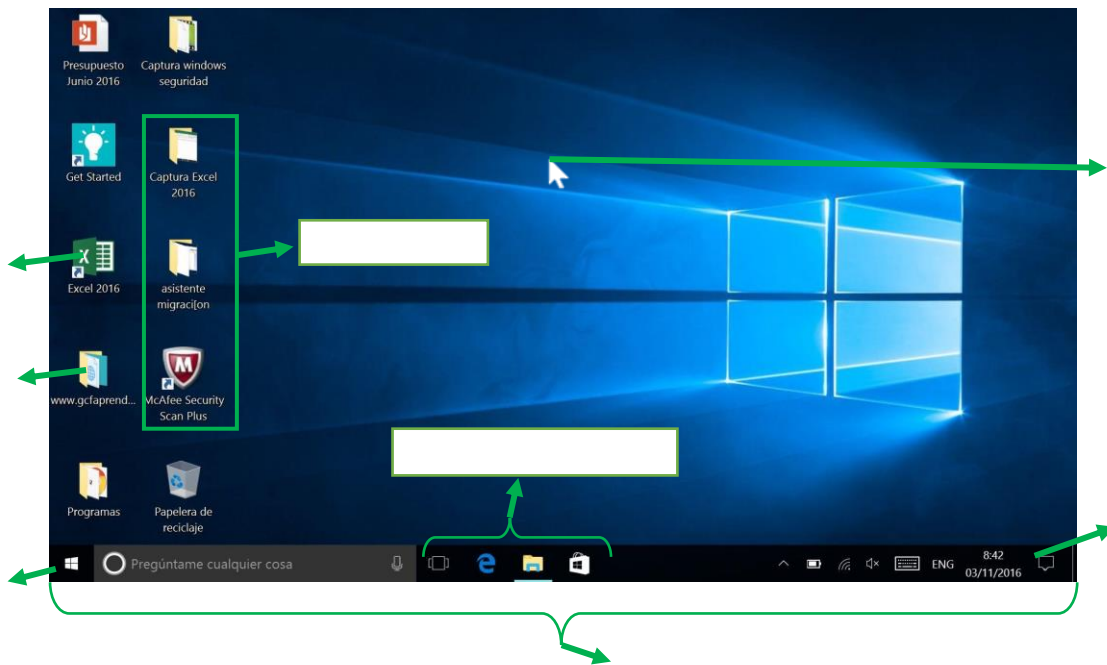 Presupuesto
Junio 2016
Captura windows
seguridad
Get Started
Captura Excel
2016
Excel 2016
asistente
migraci[on
www.gcfaprend...
McAfee Security
Scan Plus
Programas
Papelera de
reciclaje
Pregúntame cualquier cosa
ENG
8:42
03/11/2016